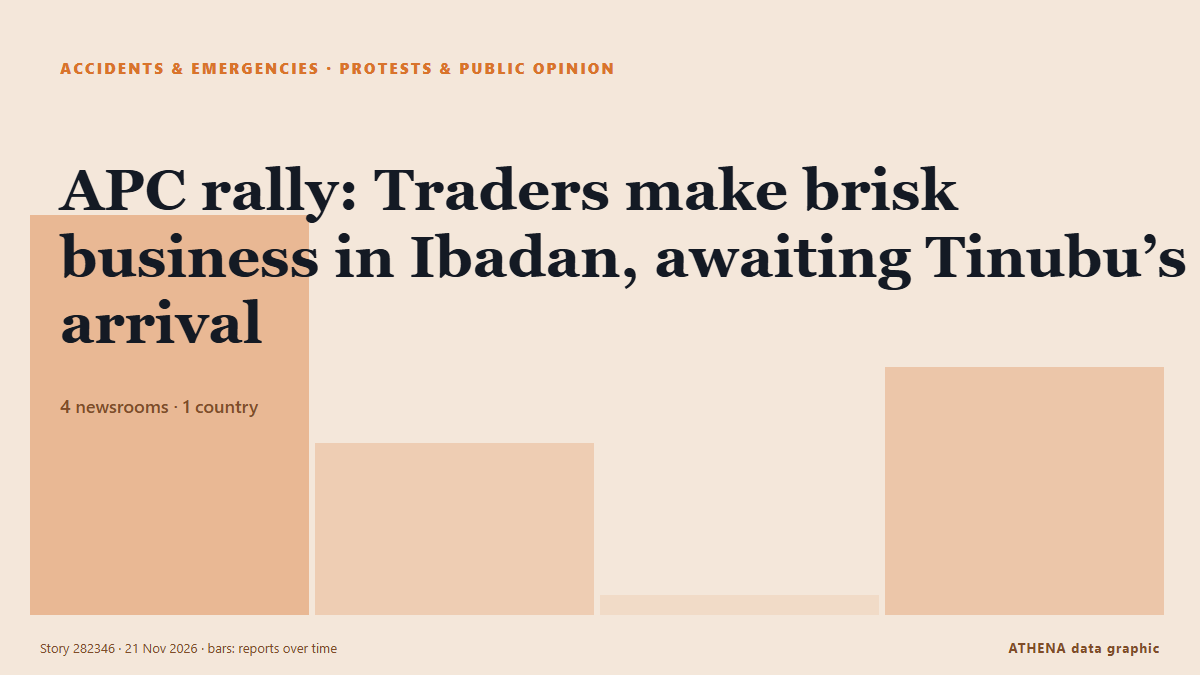 ACCIDENTS & EMERGENCIES · PROTESTS & PUBLIC OPINION
APC rally: Traders make brisk
business in Ibadan, awaiting Tinubu’s
arrival
4 newsrooms · 1 country
Story 282346 · 21 Nov 2026 · bars: reports over time
ATHENA data graphic